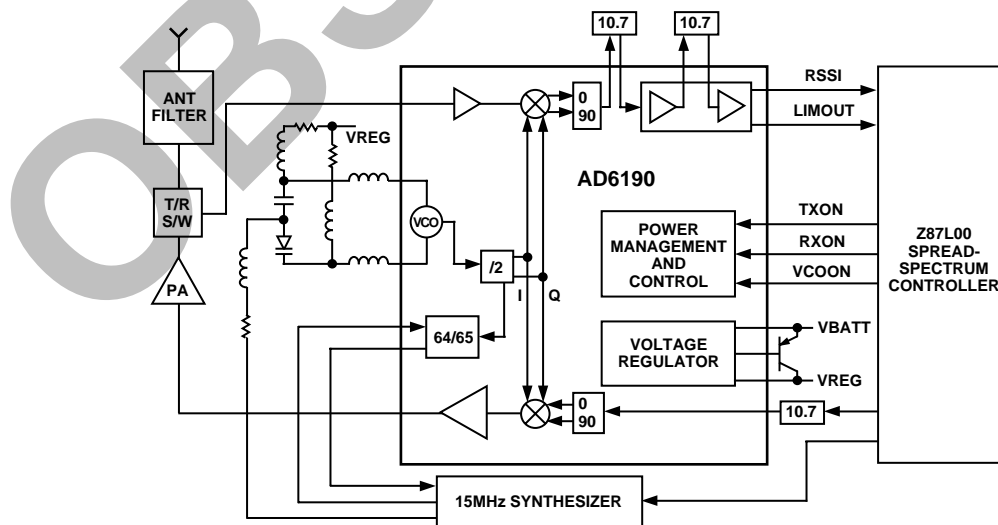 OBS
10.7
10.7
RSSI
LIMOUT
ANT
FILTER
0
90
VREG
AD6190
T/R
S/W
VCO
POWER
MANAGEMENT
AND
CONTROL
TXON
RXON
VCOON
Z87L00
SPREAD-
SPECTRUM
CONTROLLER
/2
I
Q
PA
64/65
VOLTAGE
REGULATOR
VBATT
VREG
0
90
10.7
15MHz SYNTHESIZER